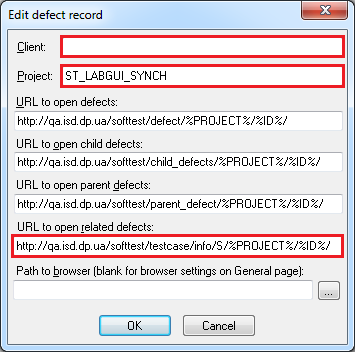 Edit defect record
Client:
Project: ST_LABGUI_SYNCH
URL to open defects:
http://qa.isd.dp.ua/softtest/defect/%PROJECT%/%ID%/
URL to open child defects:
http://qa.isd.dp.ua/softtest/child_defects/%PROJECT%/%ID%/
URL to open parent defects:
http://qa.isd.dp.ua/softtest/parent_defect/%PROJECT%/%ID%/
URL to open related defects:
http://qa.isd.dp.ua/softtest/testcase/info/S/%PROJECT%/%ID%/
Path to browser (blank for browser settings on General page):
...
OK Cancel